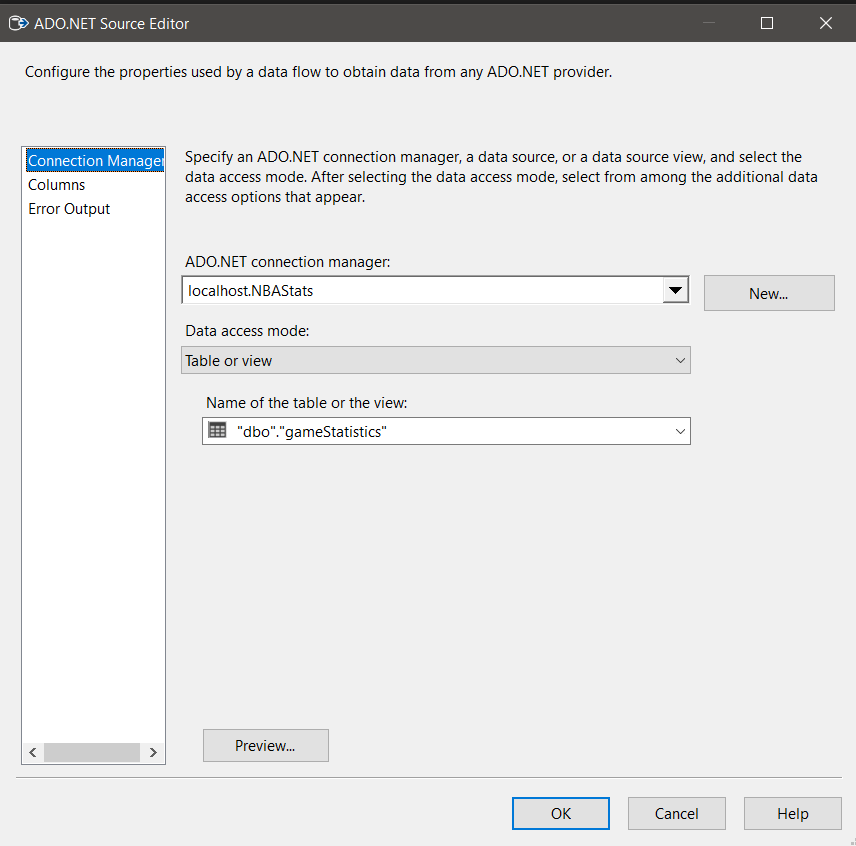 ADO.NET Source Editor
Configure the properties used by a data flow to obtain data from any ADO.NET provider.
Connection Manager
Columns
Error Output
Specify an ADO.NET connection manager, a data source, or a data source view, and select the
data access mode. After selecting the data access mode, select from among the additional data
access options that appear.
ADO.NET connection manager:
localhost.NBAStats
New...
Data access mode:
Table or view
Name of the table or the view:
"dbo"."gameStatistics"
Preview...
OK Cancel Help